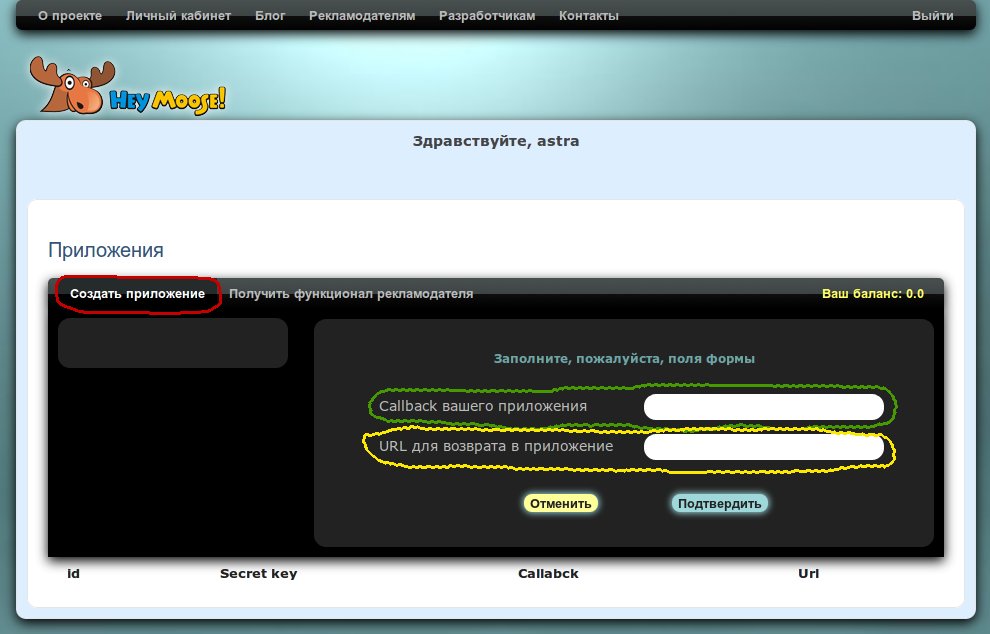 О проекте Личный кабинет Блог Рекламодателям Разработчикам Контакты Выйти
Hey Moose!
Здравствуйте, astra
Приложения
Создать приложение Получить функционал рекламодателя Ваш баланс: 0.0
Заполните, пожалуйста, поля формы
Callback вашего приложения
URL для возврата в приложение
Отменить Подтвердить
id Secret key Callabck Url